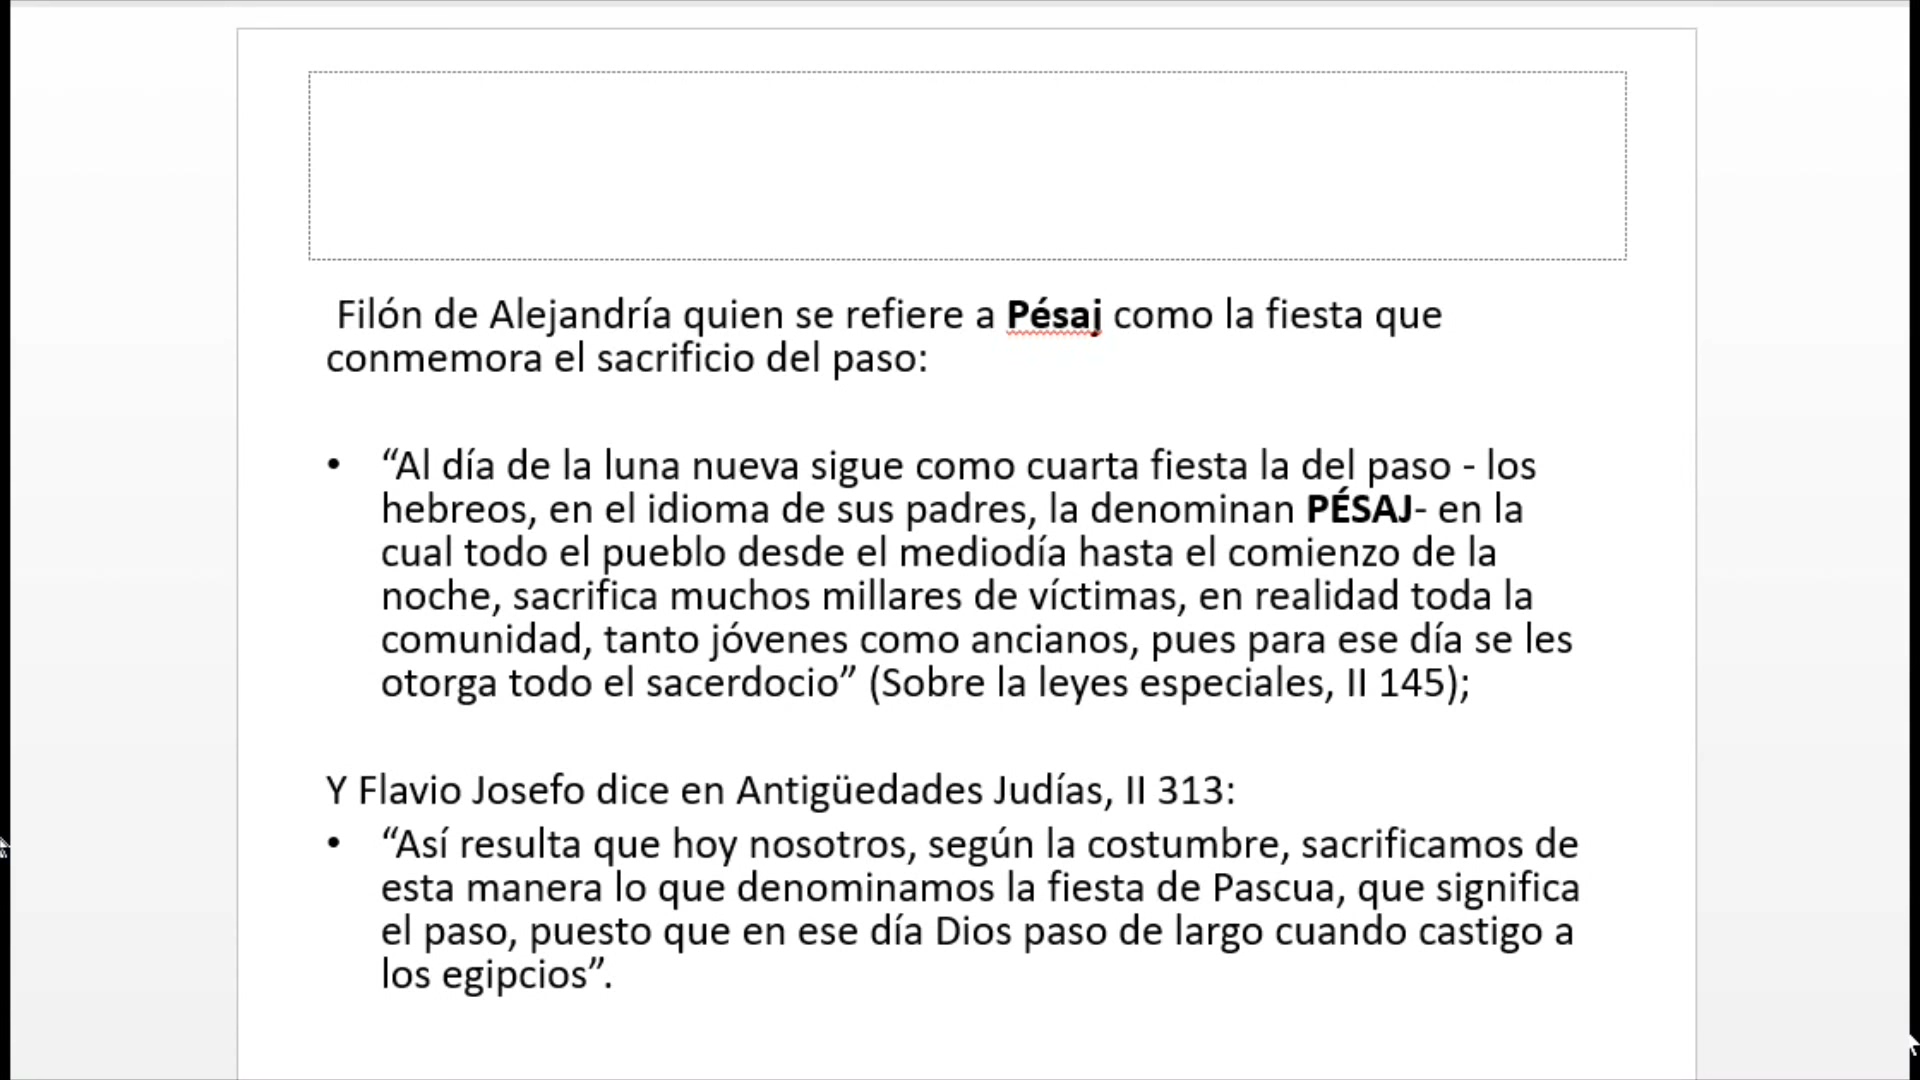 Filón de Alejandría quien se refiere a Pésaj como la fiesta que
conmemora el sacrificio del paso:
• “Al día de la luna nueva sigue como cuarta fiesta la del paso - los
hebreos, en el idioma de sus padres, la denominan PÉSAJ- en la
cual todo el pueblo desde el mediodía hasta el comienzo de la
noche, sacrifica muchos millares de víctimas, en realidad toda la
comunidad, tanto jóvenes como ancianos, pues para ese día se les
otorga todo el sacerdocio” (Sobre la leyes especiales, II 145);
Y Flavio Josefo dice en Antigüedades Judías, II 313:
• “Así resulta que hoy nosotros, según la costumbre, sacrificamos de
esta manera lo que denominamos la fiesta de Pascua, que significa
el paso, puesto que en ese día Dios paso de largo cuando castigo a
los egipcios”.